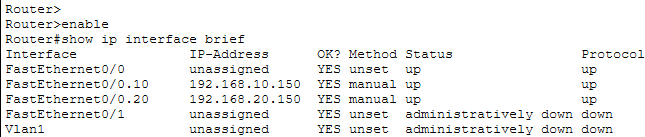 Router>
Router>enable
Router#show ip interface brief
Interface              IP-Address      OK? Method Status                Protocol
FastEthernet0/0        unassigned      YES unset  up                    up
FastEthernet0/0.10     192.168.10.150  YES manual up                    up
FastEthernet0/0.20     192.168.20.150  YES manual up                    up
FastEthernet0/1        unassigned      YES unset  administratively down down
Vlan1                  unassigned      YES unset  administratively down down